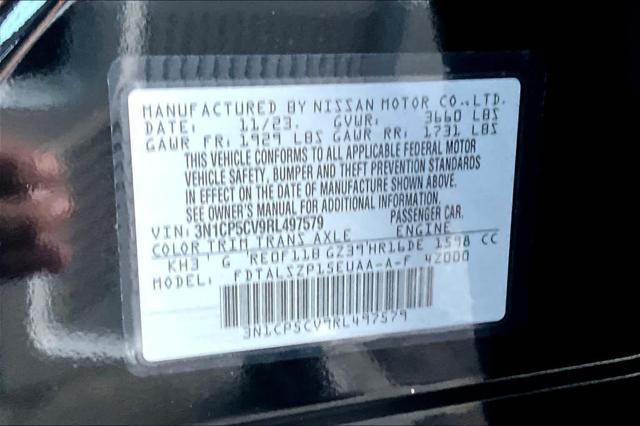 MANUFACTURED BY NISSAN MOTOR CO.,LTD.
DATE: 11/23. GVWR: 3660 LBS
GAWR FR: 1929 LBS GAWR RR: 1731 LBS
THIS VEHICLE CONFORMS TO ALL APPLICABLE FEDERAL MOTOR
VEHICLE SAFETY, BUMPER AND THEFT PREVENTION STANDARDS
IN EFFECT ON THE DATE OF MANUFACTURE SHOWN ABOVE.
SEE OWNER'S MANUAL FOR ADDITIONAL INFORMATION.
VIN: 3N1CP5CV9RL497579 PASSENGER CAR.
COLOR TRIM TRANS AXLE ENGINE
KH3 G RE0F11B GZ39 HR16DE 1598 CC
MODEL: FDTALSZP15EUAA-A-F 4Z000
3N1CP5CV9RL497579